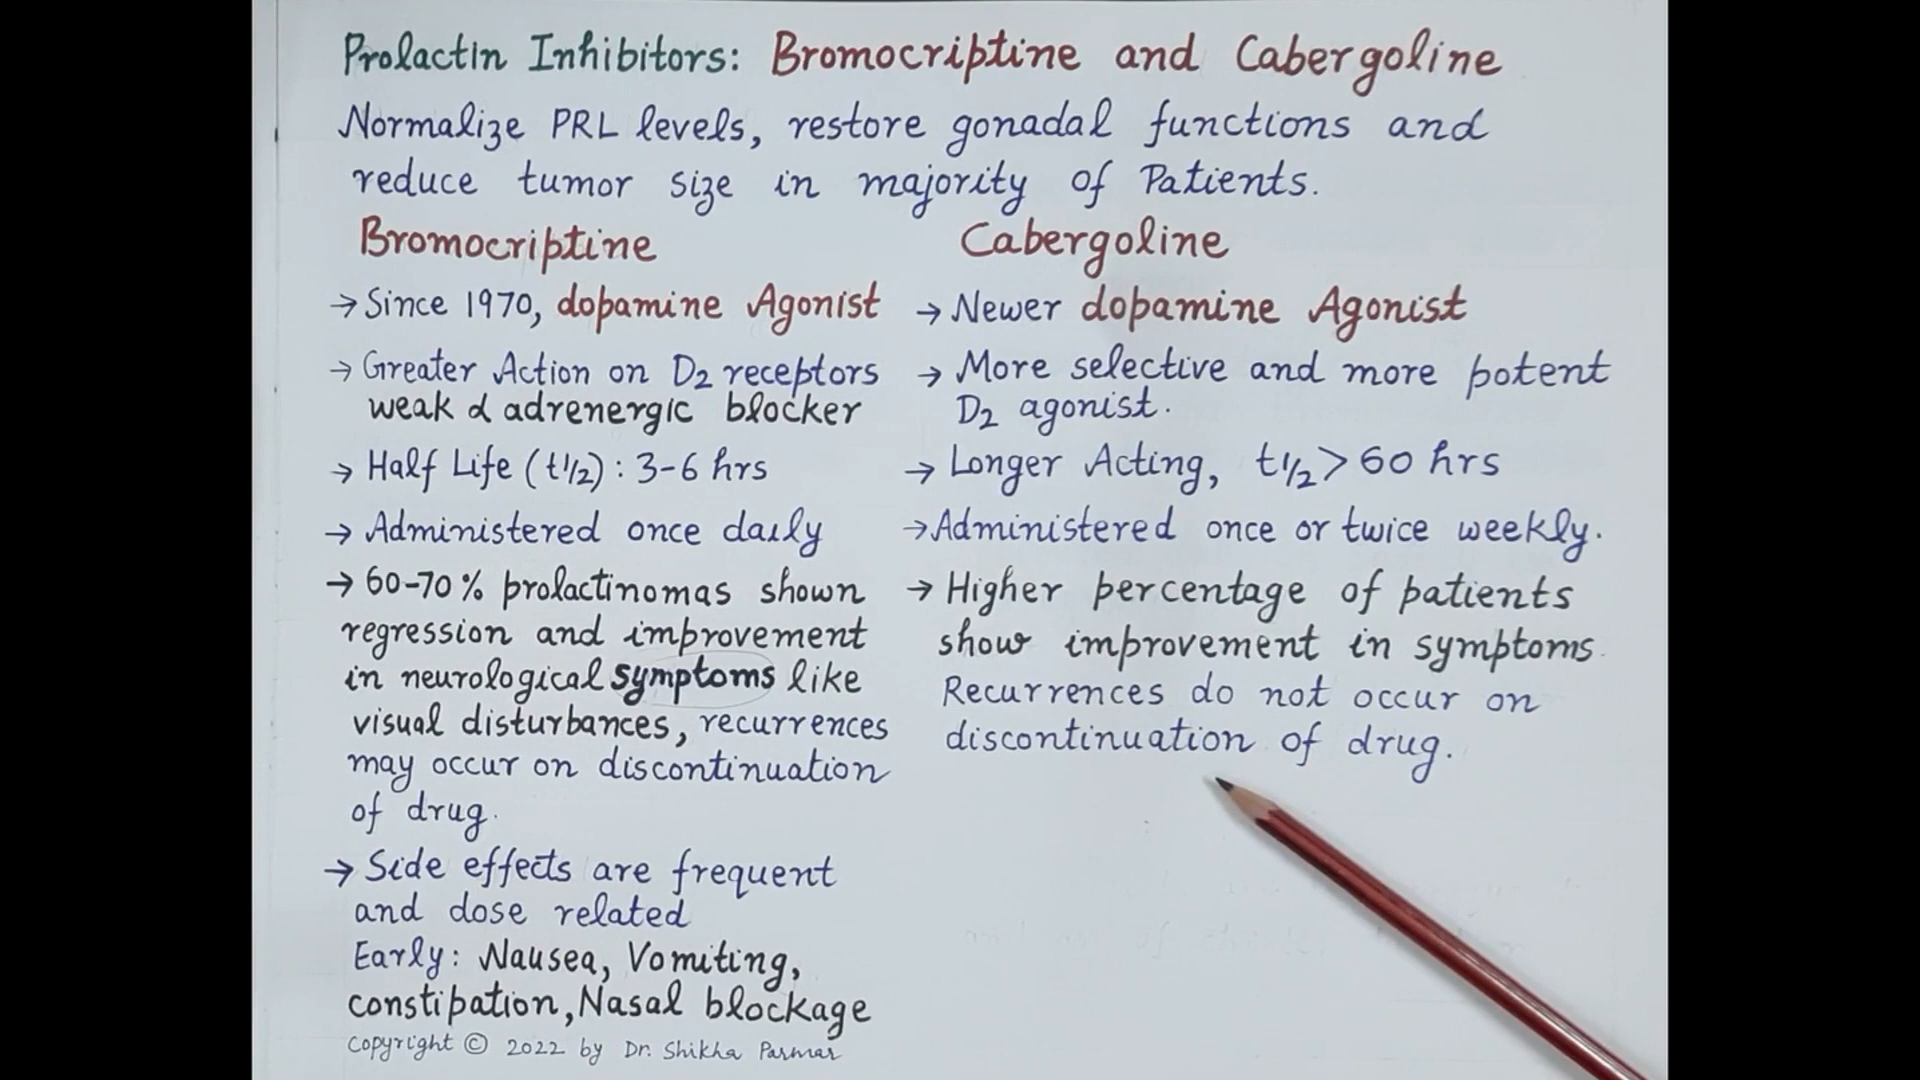 Prolactin Inhibitors: Bromocriptine and Cabergoline
Normalize PRL levels, restore gonadal functions and
reduce tumor size in majority of Patients.
Bromocriptine
→ Since 1970, dopamine Agonist
→ Greater Action on D2 receptors
weak α adrenergic blocker
→ Half Life (t1/2) : 3-6 hrs
→ Administered once daily
→ 60-70% prolactinomas shown
regression and improvement
in neurological symptoms like
visual disturbances, recurrences
may occur on discontinuation
of drug.
→ Side effects are frequent
and dose related
Early: Nausea, Vomiting,
constipation, Nasal blockage
Cabergoline
→ Newer dopamine Agonist
→ More selective and more potent
D2 agonist.
→ Longer Acting, t1/2 > 60 hrs
→ Administered once or twice weekly.
→ Higher percentage of patients
show improvement in symptoms.
Recurrences do not occur on
discontinuation of drug.
Copyright © 2022 by Dr. Shikha Parmar